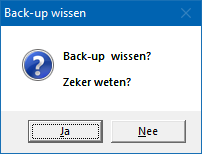 Back-up wissen
Back-up  wissen?
Zeker weten?
Ja
Nee